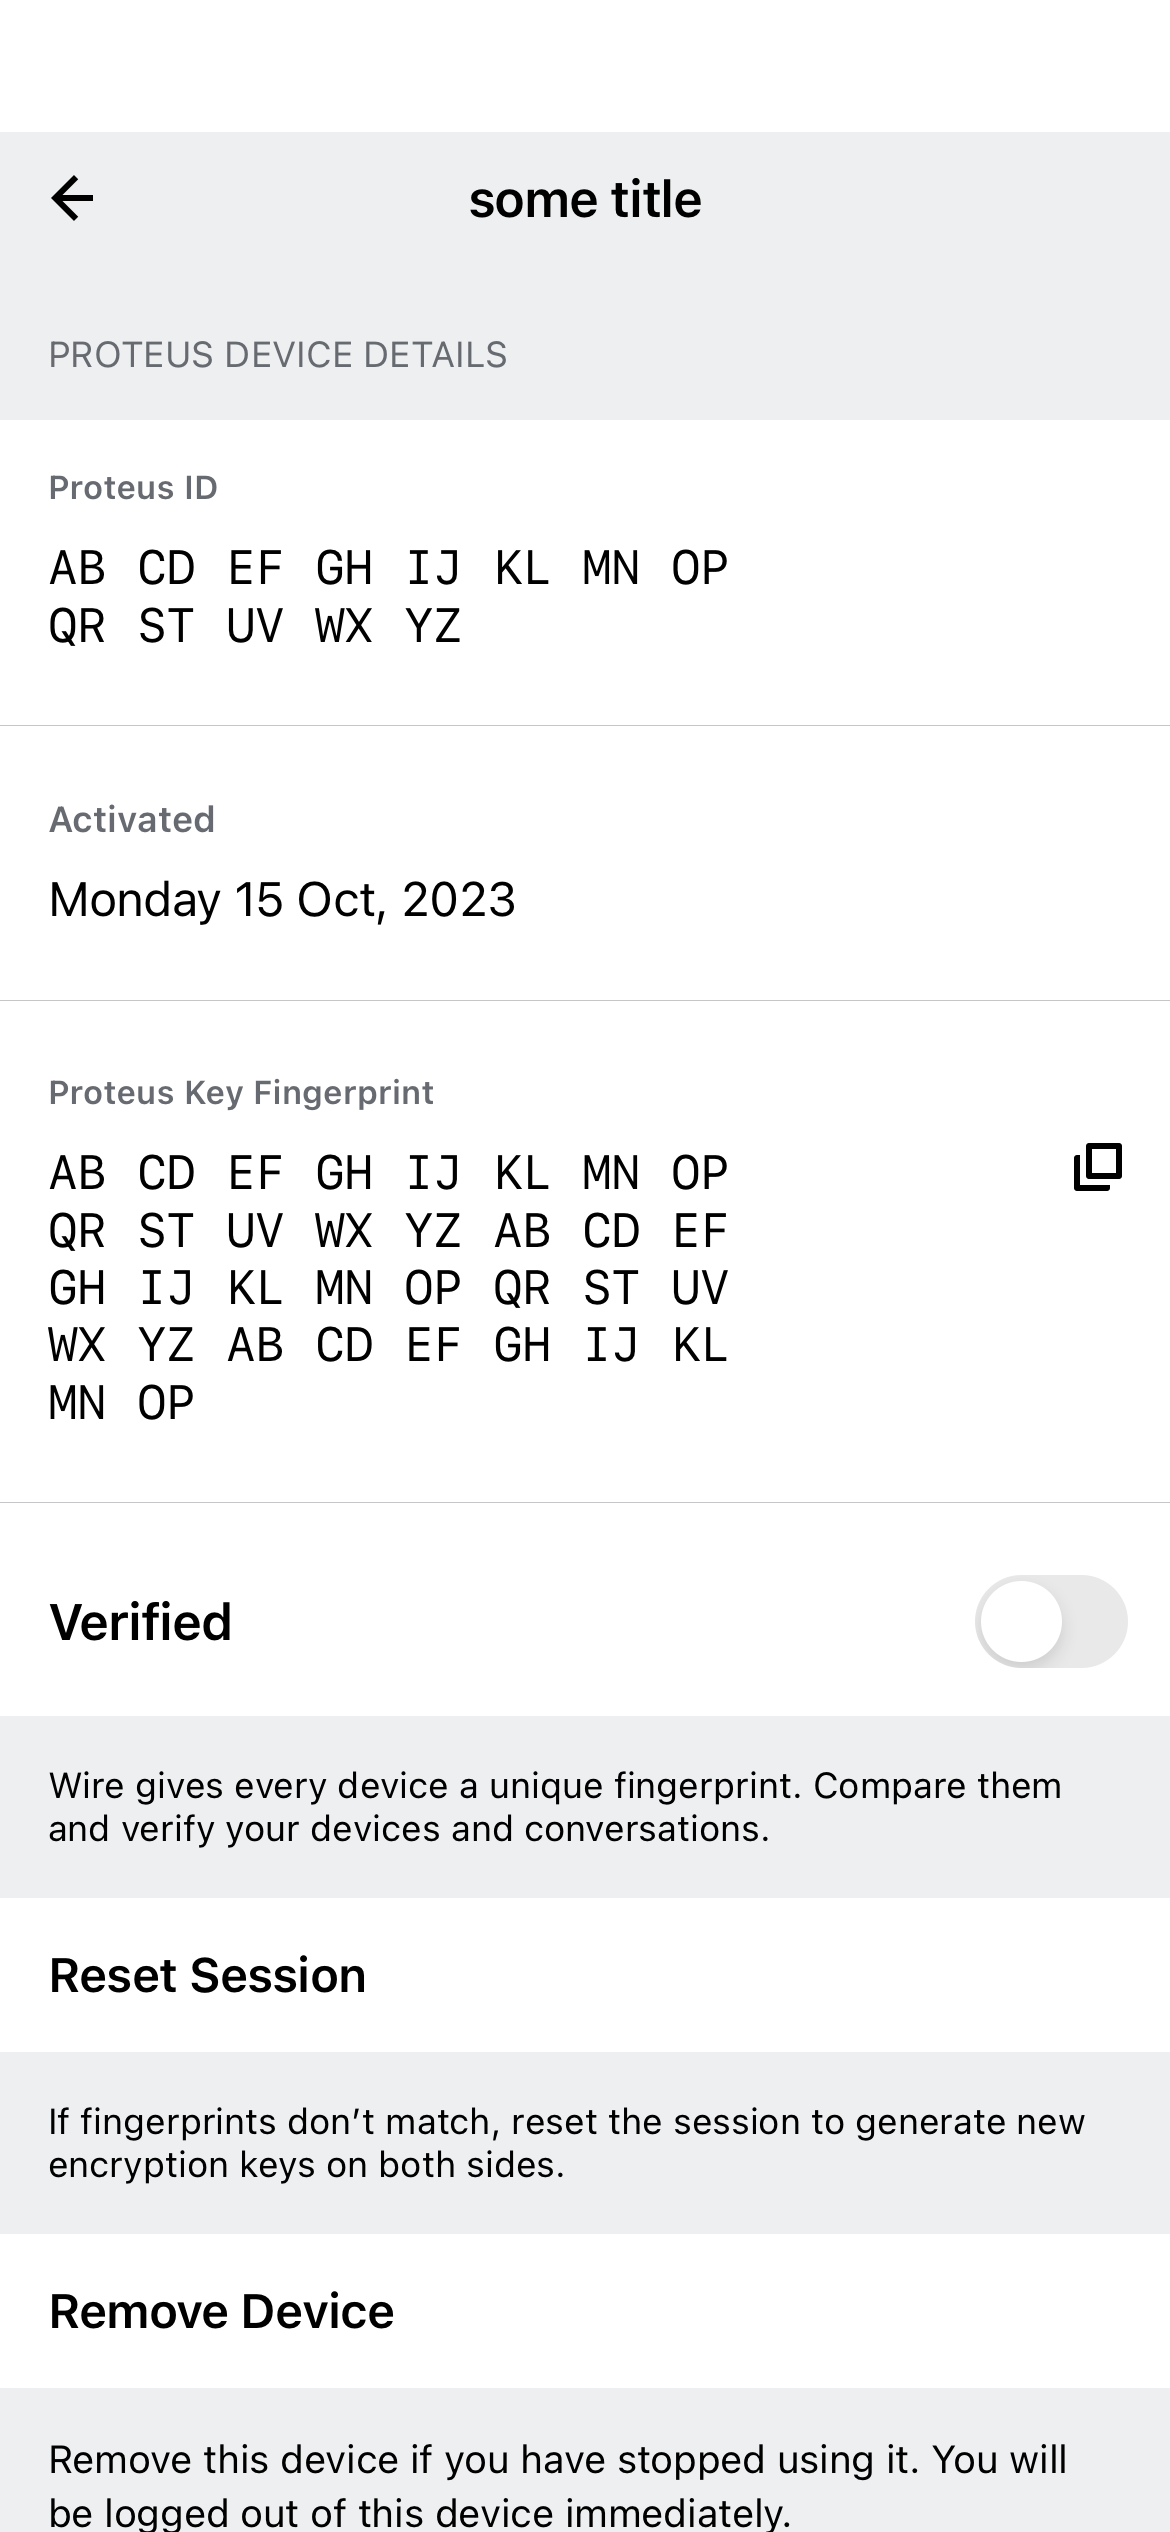 some title
PROTEUS DEVICE DETAILS
Proteus ID
AB CD EF GH IJ KL MN OP
QR ST UV WX YZ
Activated
Monday 15 Oct, 2023
Proteus Key Fingerprint
AB CD EF GH IJ KL MN OP
QR ST UV WX YZ AB CD EF
GH IJ KL MN OP QR ST UV
WX YZ AB CD EF GH IJ KL
MN OP
Verified
Wire gives every device a unique fingerprint. Compare them
and verify your devices and conversations.
Reset Session
If fingerprints don’t match, reset the session to generate new
encryption keys on both sides.
Remove Device
Remove this device if you have stopped using it. You will
be logged out of this device immediately.